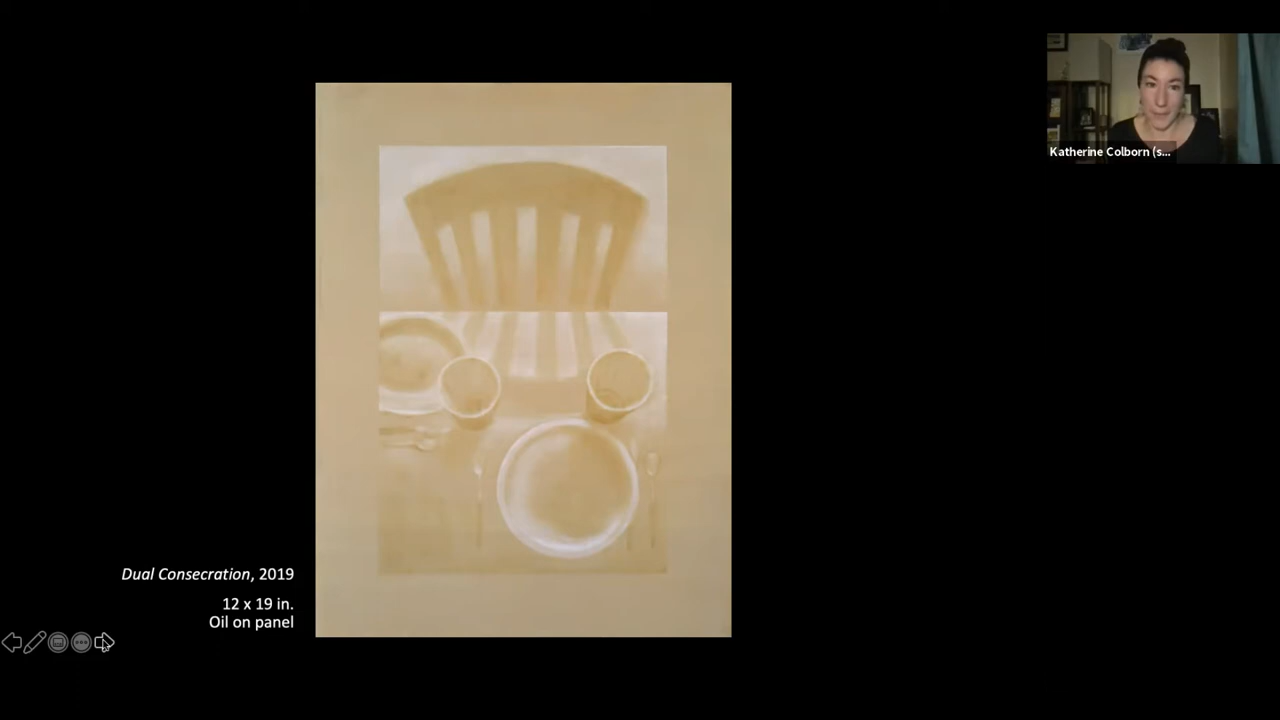 Katherine Colborn (s...
Dual Consecration, 2019
12 x 19 in.
Oil on panel